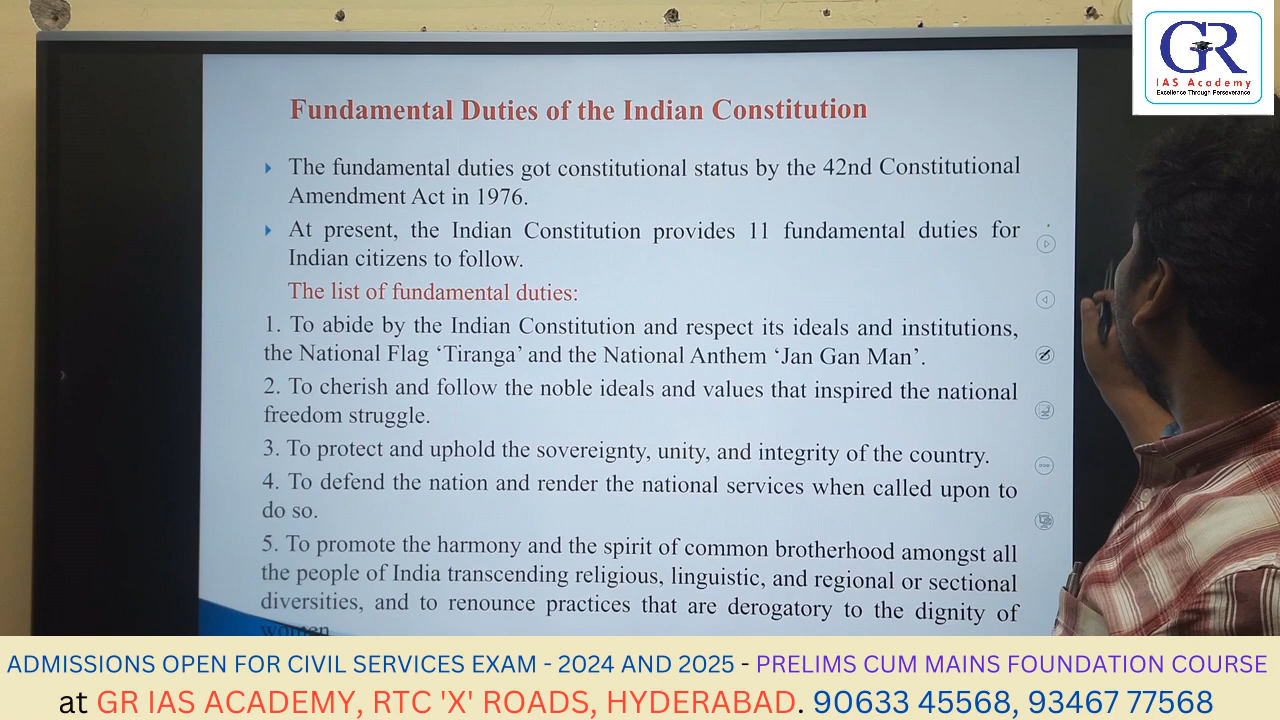 GR
IAS Academy
Excellence Through Perseverance
Fundamental Duties of the Indian Constitution
The fundamental duties got constitutional status by the 42nd Constitutional
Amendment Act in 1976.
At present, the Indian Constitution provides 11 fundamental duties for
Indian citizens to follow.
The list of fundamental duties:
1. To abide by the Indian Constitution and respect its ideals and institutions,
the National Flag ‘Tiranga’ and the National Anthem ‘Jan Gan Man’.
2. To cherish and follow the noble ideals and values that inspired the national
freedom struggle.
3. To protect and uphold the sovereignty, unity, and integrity of the country.
4. To defend the nation and render the national services when called upon to
do so.
5. To promote the harmony and the spirit of common brotherhood amongst all
the people of India transcending religious, linguistic, and regional or sectional
diversities, and to renounce practices that are derogatory to the dignity of
women
ADMISSIONS OPEN FOR CIVIL SERVICES EXAM - 2024 AND 2025 - PRELIMS CUM MAINS FOUNDATION COURSE
at GR IAS ACADEMY, RTC 'X' ROADS, HYDERABAD. 90633 45568, 93467 77568